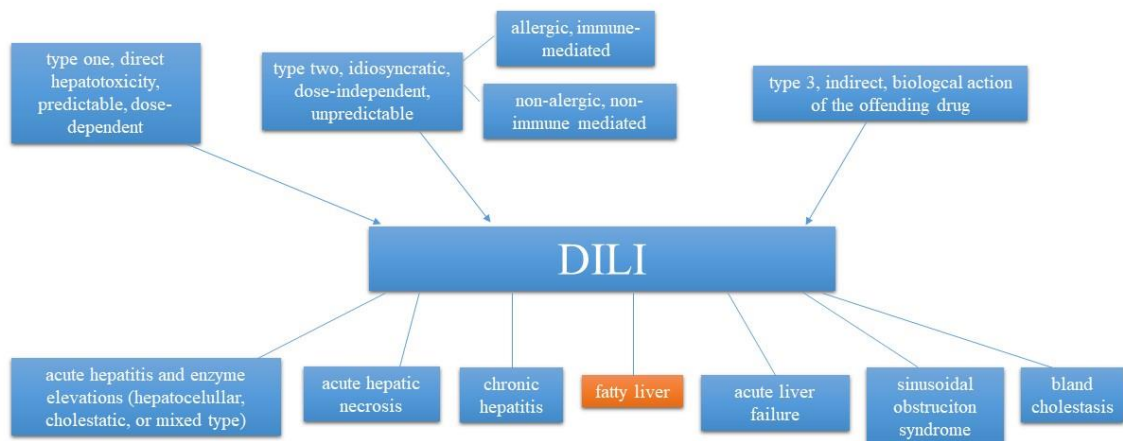 type one, direct
hepatotoxicity,
predictable, dose-
dependent
type two, idiosyncratic,
dose-independent,
unpredictable
allergic, immune-
mediated
non-alergic, non-
immune mediated
type 3, indirect, biologcal action
of the offending drug
DILI
acute hepatitis and enzyme
elevations (hepatocelullar,
cholestatic, or mixed type)
acute hepatic
necrosis
chronic
hepatitis
fatty liver
acute liver
failure
sinusoidal
obstruciton
syndrome
bland
cholestasis